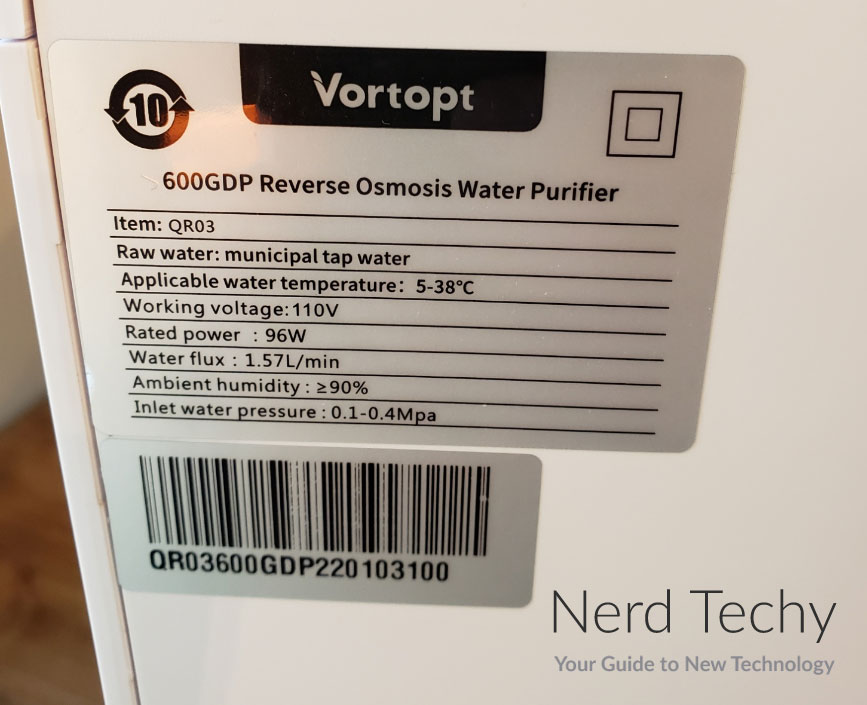 10
Vortopt
600GDP Reverse Osmosis Water Purifier
Item: QR03
Raw water: municipal tap water
Applicable water temperature: 5-38℃
Working voltage:110V
Rated power : 96W
Water flux : 1.57L/min
Ambient humidity : ≥90%
Inlet water pressure : 0.1-0.4Mpa
QR03600GDP220103100
Nerd Techy
Your Guide to New Technology